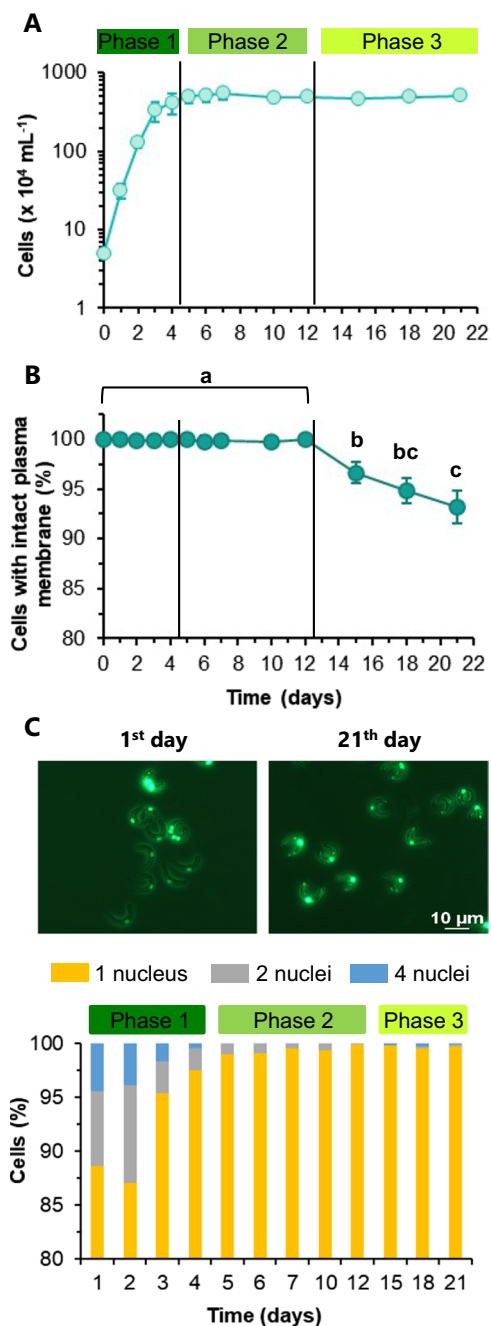 A
Phase 1 Phase 2 Phase 3
1000
100
10
1
Cells (x 10⁴ mL⁻¹)
0 2 4 6 8 10 12 14 16 18 20 22
B
a
b bc c
100
95
90
85
80
Cells with intact plasma
membrane (%)
0 2 4 6 8 10 12 14 16 18 20 22
Time (days)
C
1st day 21th day
10 µm
1 nucleus 2 nuclei 4 nuclei
Phase 1 Phase 2 Phase 3
100
95
90
85
80
Cells (%)
1 2 3 4 5 6 7 10 12 15 18 21
Time (days)